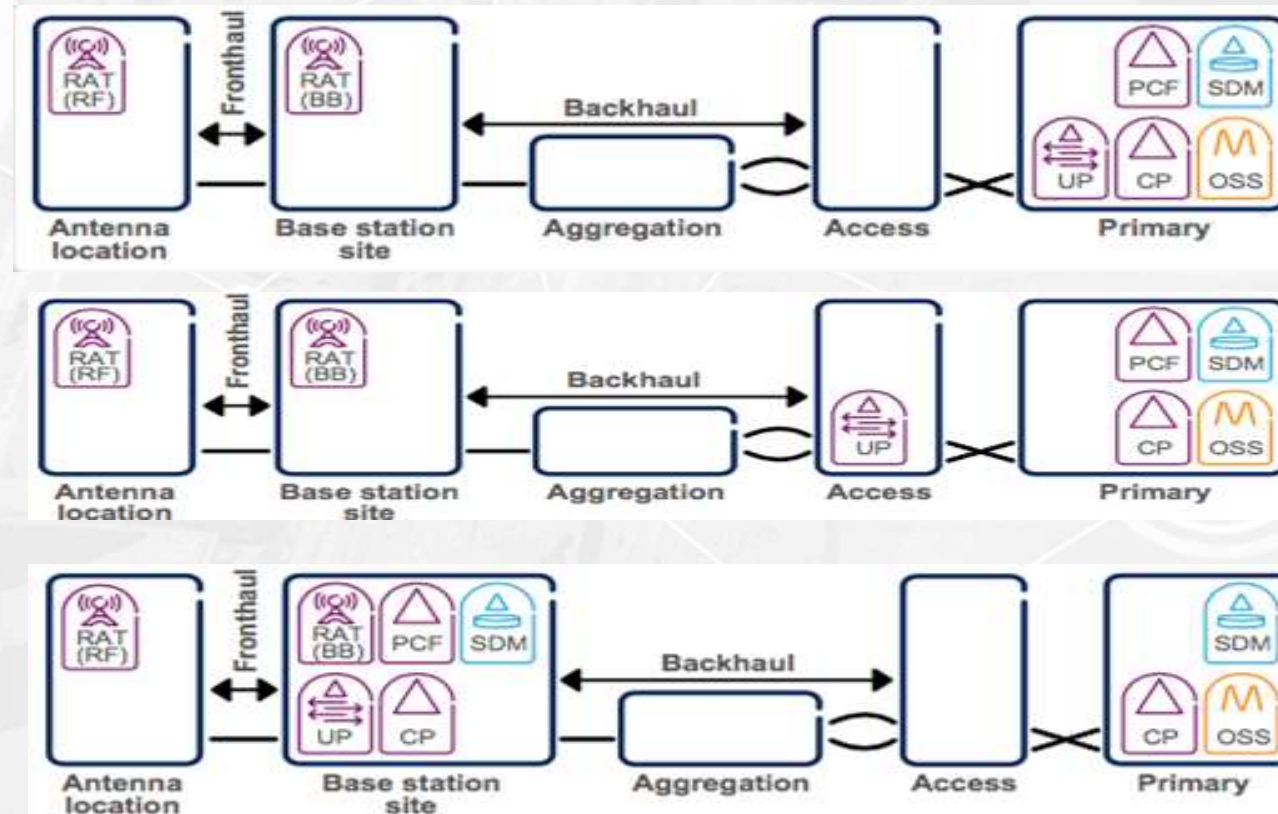 Fronthaul
RAT
(RF)
RAT
(BB)
PCF
SDM
Backhaul
UP
CP
OSS
Antenna
location
Base station
site
Aggregation
Access
Primary
Fronthaul
RAT
(RF)
RAT
(BB)
PCF
SDM
Backhaul
UP
CP
OSS
Antenna
location
Base station
site
Aggregation
Access
Primary
Fronthaul
RAT
(RF)
RAT
(BB)
PCF
SDM
SDM
Backhaul
UP
CP
CP
OSS
Antenna
location
Base station
site
Aggregation
Access
Primary